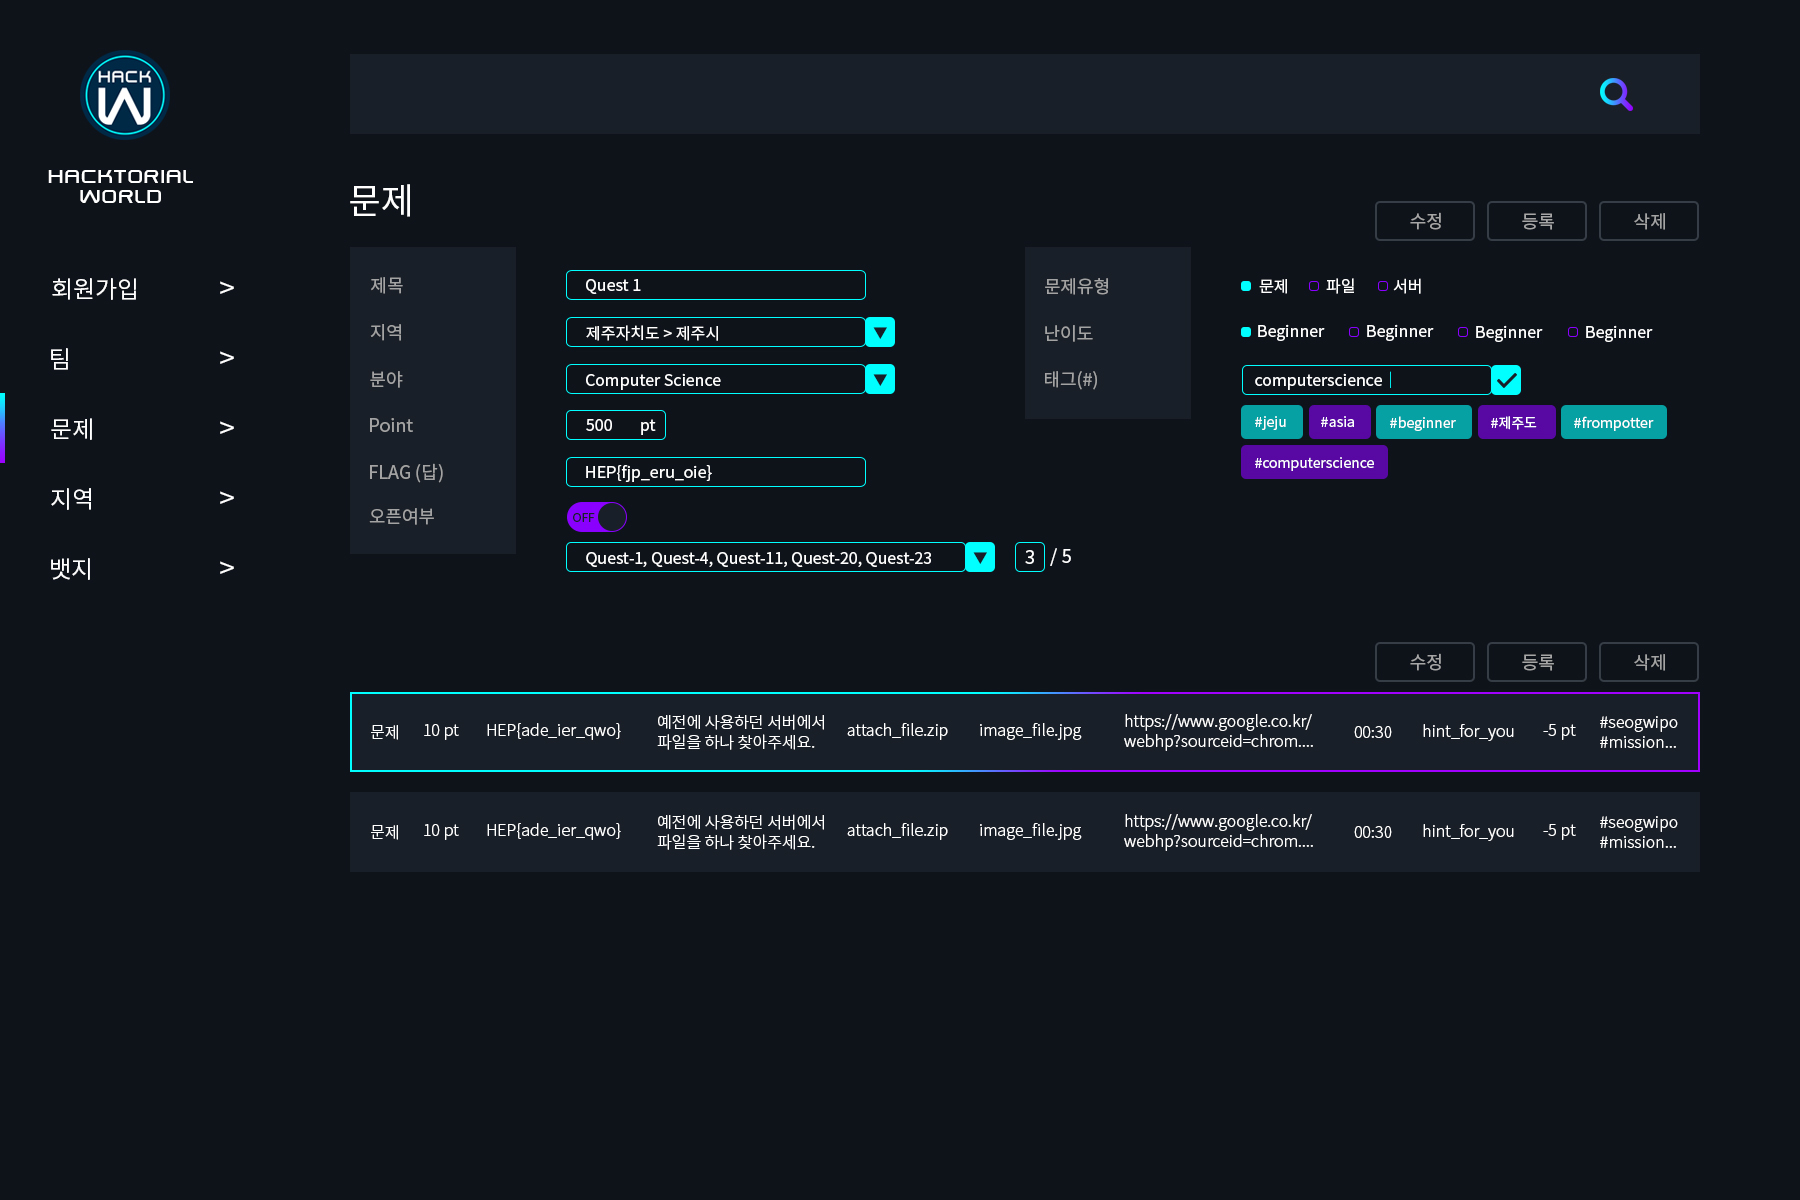 HACK
W
HACKTORIAL
WORLD
회원가입 >
팀 >
문제 >
지역 >
뱃지 >
문제
수정 등록 삭제
제목 Quest 1
지역 제주자치도 > 제주시 ▼
분야 Computer Science ▼
Point 500 pt
FLAG (답) HEP{fjp_eru_oie}
오픈여부 OFF
Quest-1, Quest-4, Quest-11, Quest-20, Quest-23 ▼ 3 / 5
문제유형 문제 파일 서버
난이도 Beginner Beginner Beginner Beginner
태그(#) computerscience
#jeju #asia #beginner #제주도 #frompotter
#computerscience
수정 등록 삭제
문제 10 pt HEP{ade_ier_qwo} 예전에 사용하던 서버에서 attach_file.zip image_file.jpg https://www.google.co.kr/ 00:30 hint_for_you -5 pt #seogwipo
파일을 하나 찾아주세요. webhp?sourceid=chrom.... #mission...
문제 10 pt HEP{ade_ier_qwo} 예전에 사용하던 서버에서 attach_file.zip image_file.jpg https://www.google.co.kr/ 00:30 hint_for_you -5 pt #seogwipo
파일을 하나 찾아주세요. webhp?sourceid=chrom.... #mission...